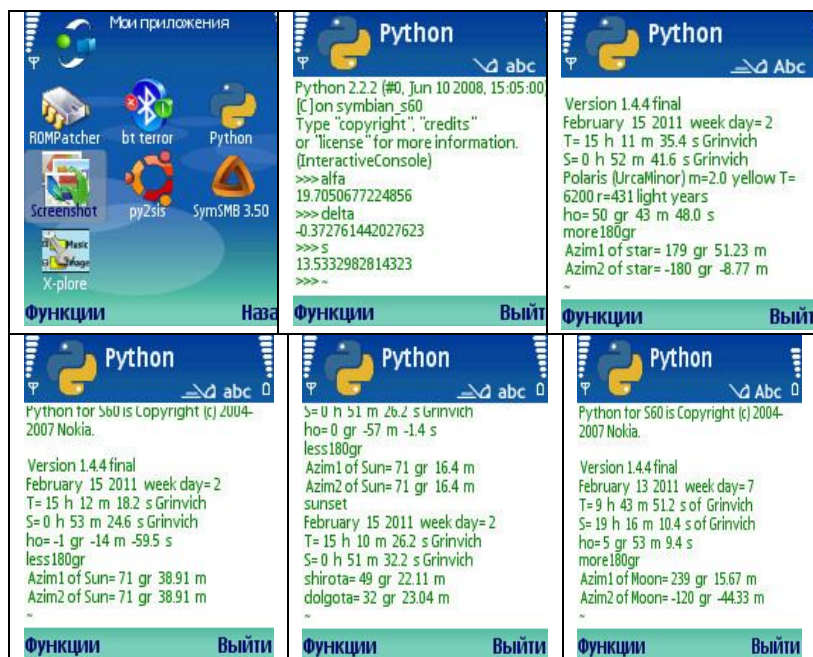 Мои приложения
ROMPatcher bt terror Python
Screenshot py2sis SymSMB 3.50
X-plore
Функции Наза
Python
abc
Python 2.2.2 (#0, Jun 10 2008, 15:05:00)
[C] on symbian_s60
Type "copyright", "credits"
or "license" for more information.
(InteractiveConsole)
>>>alfa
19.7050677224856
>>>delta
-0.372761442027623
>>>s
13.5332982814323
>>>~
Функции Выйт
Python
Abc
Version 1.4.4 final
February 15 2011 week day=2
T= 15 h 11 m 35.4 s Grinvich
S= 0 h 52 m 41.6 s Grinvich
Polaris (UrcaMinor) m=2.0 yellow T=
6200 r=431 light years
ho= 50 gr 43 m 48.0 s
more180gr
Azim1 of star= 179 gr 51.23 m
Azim2 of star= -180 gr -8.77 m
~
Функции Выйт
Python
abc
Python for S60 is Copyright (c) 2004-
2007 Nokia.
Version 1.4.4 final
February 15 2011 week day=2
T= 15 h 12 m 18.2 s Grinvich
S= 0 h 53 m 24.6 s Grinvich
ho= -1 gr -14 m -59.5 s
less180gr
Azim1 of Sun= 71 gr 38.91 m
Azim2 of Sun= 71 gr 38.91 m
~
Функции Выйти
Python
abc
S= 0 h 51 m 26.2 s Grinvich
ho= 0 gr -57 m -1.4 s
less180gr
Azim1 of Sun= 71 gr 16.4 m
Azim2 of Sun= 71 gr 16.4 m
sunset
February 15 2011 week day=2
T= 15 h 10 m 26.2 s Grinvich
S= 0 h 51 m 32.2 s Grinvich
shirota= 49 gr 22.11 m
dolgota= 32 gr 23.04 m
~
Функции Выйти
Python
Abc
Python for S60 is Copyright (c) 2004-
2007 Nokia.
Version 1.4.4 final
February 13 2011 week day=7
T= 9 h 43 m 51.2 s of Grinvich
S= 19 h 16 m 10.4 s of Grinvich
ho= 5 gr 53 m 9.4 s
more180gr
Azim1 of Moon= 239 gr 15.67 m
Azim2 of Moon= -120 gr -44.33 m
~
Функции Выйти